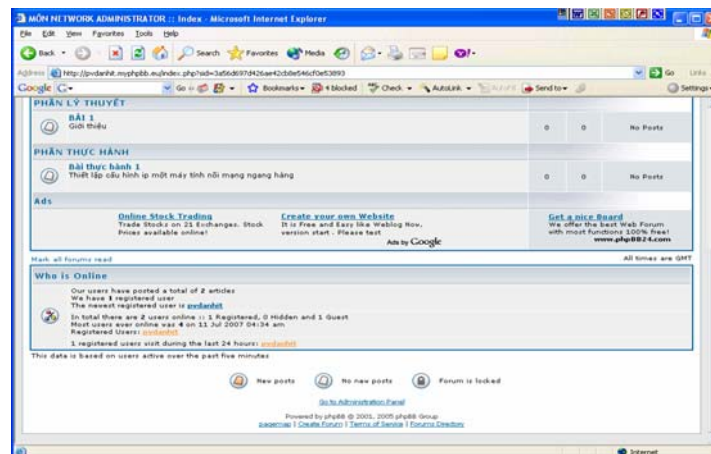 MÔN NETWORK ADMINISTRATOR :: Index - Microsoft Internet Explorer
File Edit View Favorites Tools Help
Back Search Favorites Media
Address http://pvdanhit.myphpbb.eu/index.php?sid= Go Links
Google G Go Bookmarks 4 blocked Check AutoLink AutoFill Send to Settings
PHẦN LÝ THUYẾT
BÀI 1
Giới thiệu
0 0 No Posts
PHẦN THỰC HÀNH
Bài thực hành 1
Thiết lập cấu hình ip một máy tính nối mạng ngang hàng
0 0 No Posts
Ads
Online Stock Trading
Trade Stocks on 21 Exchanges. Stock
Prices available online!
Create your own Website
It is Free and Easy like Weblog Now,
version start . Please test
Get a nice Board
We offer the best Web Forum
with most functions 100% free!
www.phpBB24.com
Ads by Google
Mark all forums read
All times are GMT
Who is Online
Our users have posted a total of 2 articles
We have 1 registered user
The newest registered user is pvdanhit
In total there are 2 users online :: 1 Registered, 0 Hidden and 1 Guest
Most users ever online was 4 on 11 Jul 2007 04:34 am
Registered Users: pvdanhit
1 registered users visit during the last 24 hours: pvdanhit
This data is based on users active over the past five minutes
New posts No new posts Forum is locked
Go to Administration Panel
Powered by phpBB © 2001, 2005 phpBB Group
pagemap | Create Forum | Terms of Service | Forums Directory
Internet